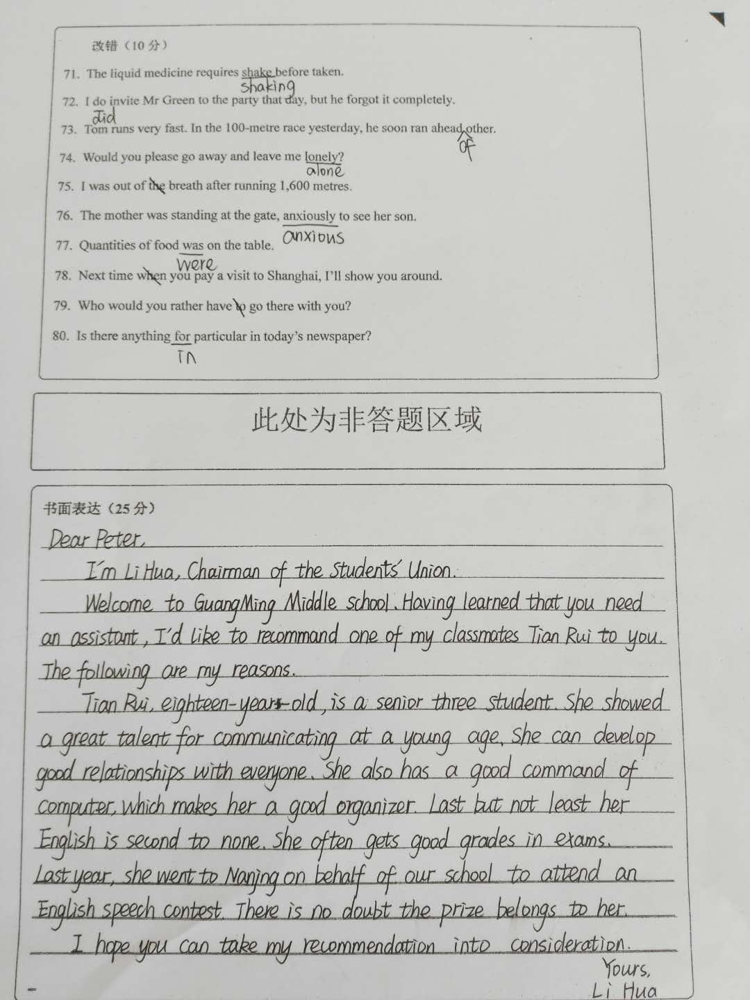 改错（10 分）
71. The liquid medicine requires shake before taken.
shaking
72. I do invite Mr Green to the party that day, but he forgot it completely.
did
73. Tom runs very fast. In the 100-metre race yesterday, he soon ran ahead other.
of
74. Would you please go away and leave me lonely?
alone
75. I was out of the breath after running 1,600 metres.
76. The mother was standing at the gate, anxiously to see her son.
anxious
77. Quantities of food was on the table.
were
78. Next time when you pay a visit to Shanghai, I'll show you around.
79. Who would you rather have to go there with you?
80. Is there anything for particular in today's newspaper?
in
此处为非答题区域
书面表达（25 分）
Dear Peter,
I'm Li Hua, Chairman of the Students' Union.
Welcome to GuangMing Middle school. Having learned that you need
an assistant, I'd like to recommand one of my classmates Tian Rui to you.
The following are my reasons.
Tian Rui, eighteen-years-old, is a senior three student. She showed
a great talent for communicating at a young age. She can develop
good relationships with everyone. She also has a good command of
computer, which makes her a good organizer. Last but not least her
English is second to none. She often gets good grades in exams.
Last year, she went to Nanjng on behalf of our school to attend an
English speech contest. There is no doubt the prize belongs to her.
I hope you can take my recommendation into consideration.
Yours,
Li Hua